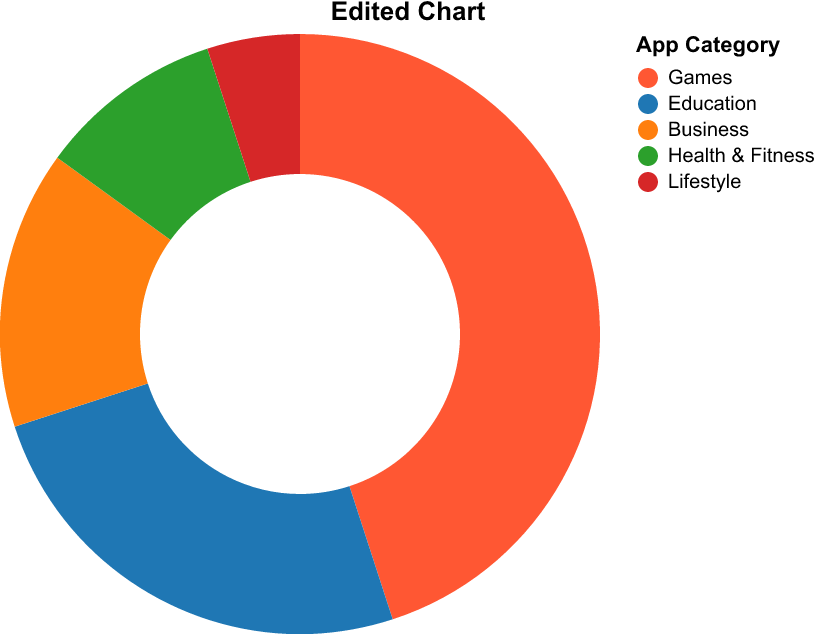 Edited Chart
App Category
Games
Education
Business
Health & Fitness
Lifestyle